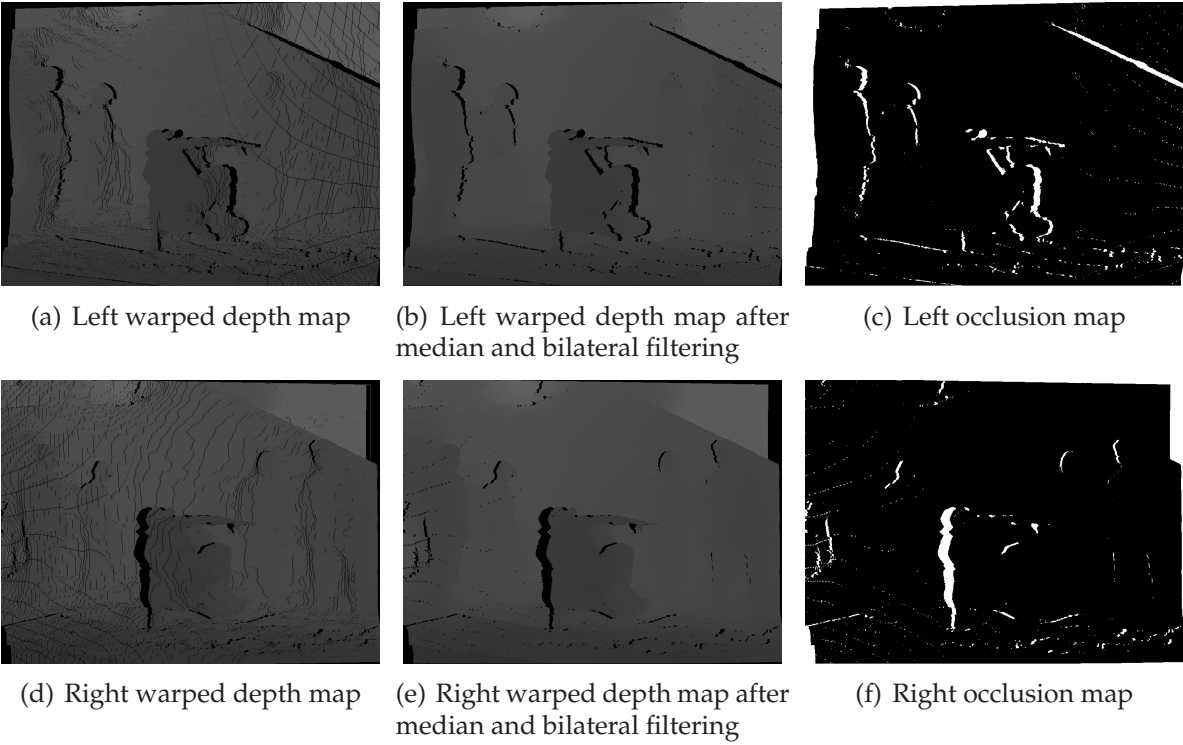 (a) Left warped depth map
(b) Left warped depth map after
median and bilateral filtering
(c) Left occlusion map
(d) Right warped depth map
(e) Right warped depth map after
median and bilateral filtering
(f) Right occlusion map